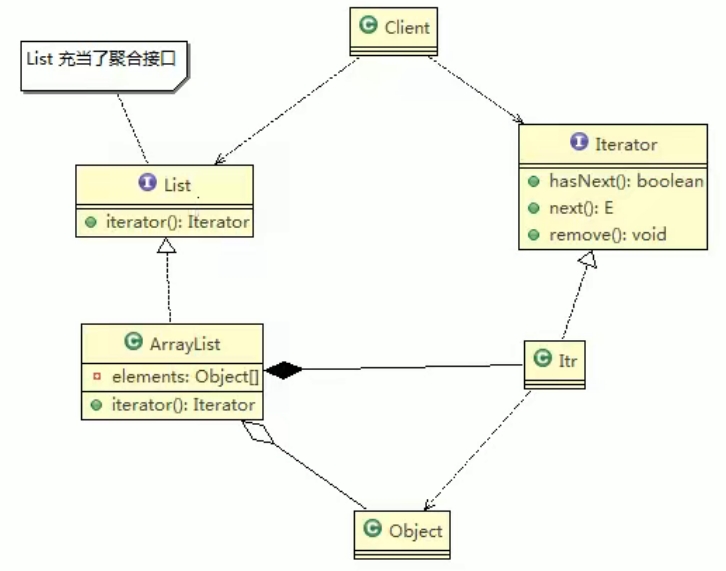 Client
List 充当了聚合接口
Iterator
hasNext(): boolean
next(): E
remove(): void
List
iterator(): Iterator
ArrayList
elements: Object[]
iterator(): Iterator
Itr
Object